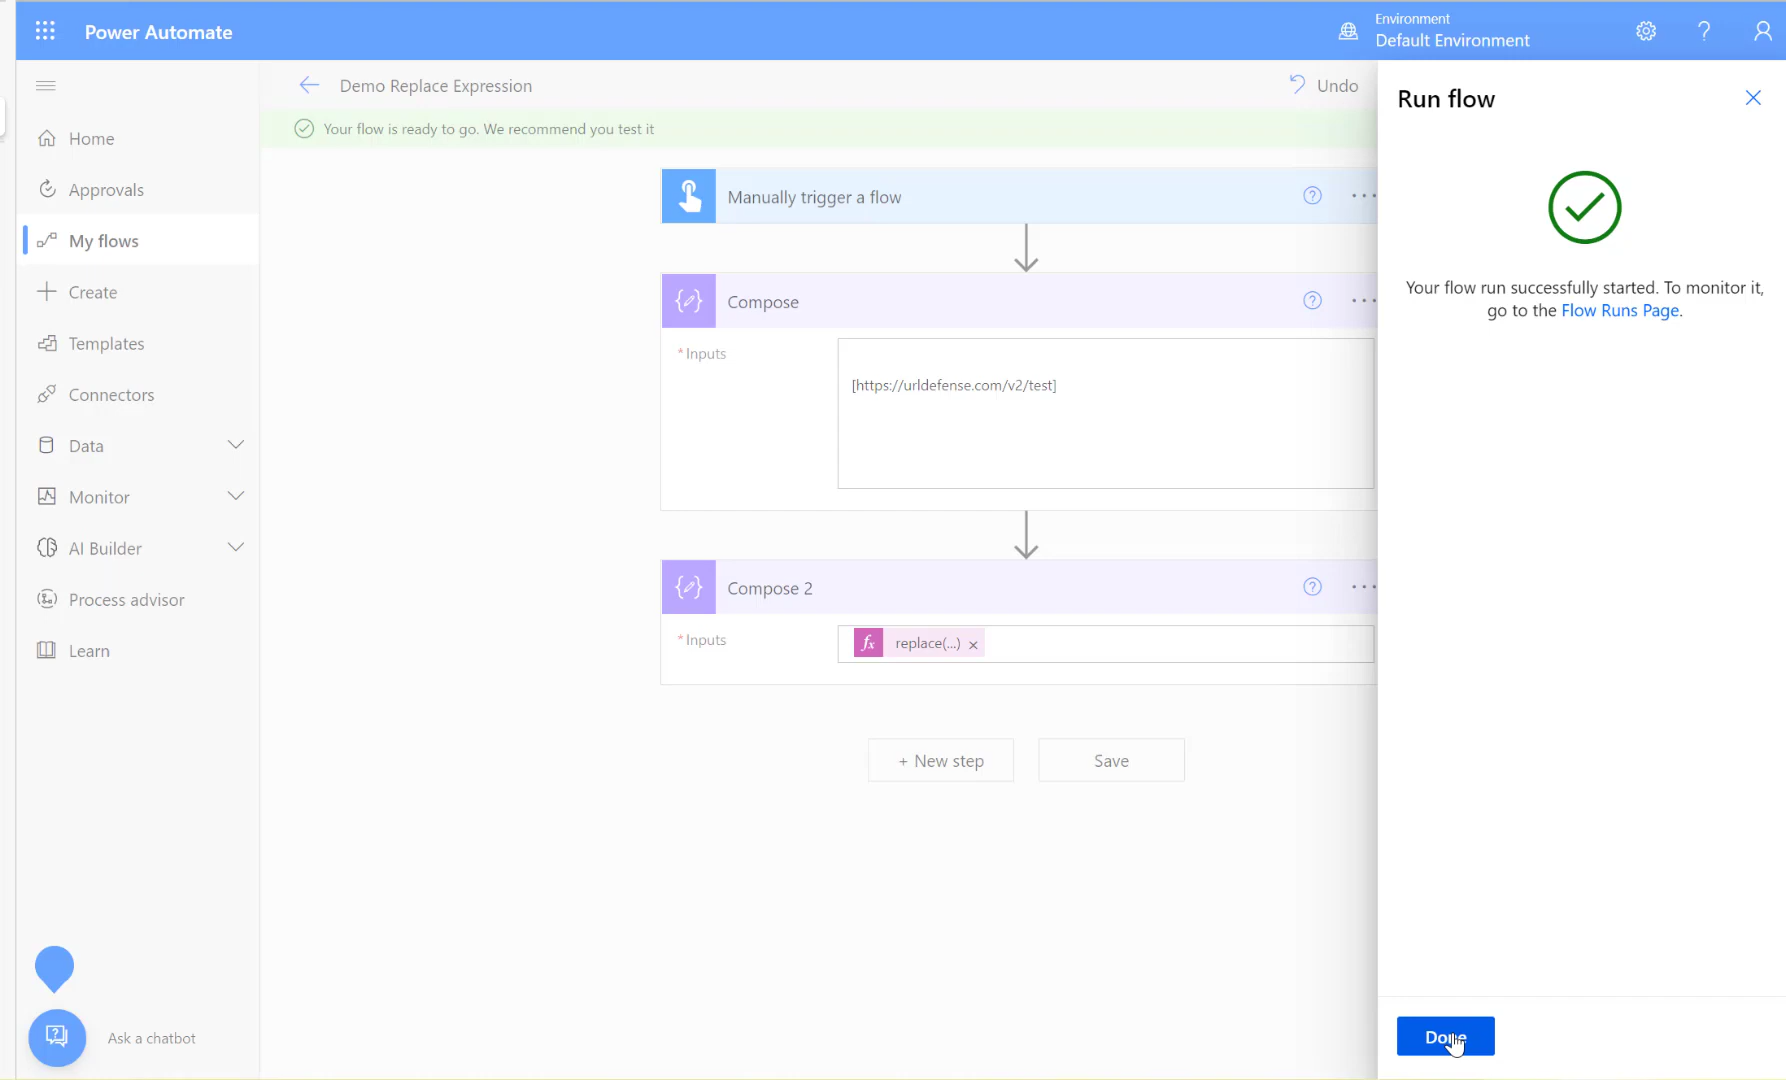 Power Automate
Environment
Default Environment
Demo Replace Expression
Undo
Run flow
Your flow is ready to go. We recommend you test it
Home
Approvals
My flows
Create
Templates
Connectors
Data
Monitor
AI Builder
Process advisor
Learn
Ask a chatbot
Manually trigger a flow
Compose
* Inputs
[https://urldefense.com/v2/test]
Compose 2
* Inputs
fx replace(...) ×
+ New step
Save
Your flow run successfully started. To monitor it,
go to the Flow Runs Page.
Done